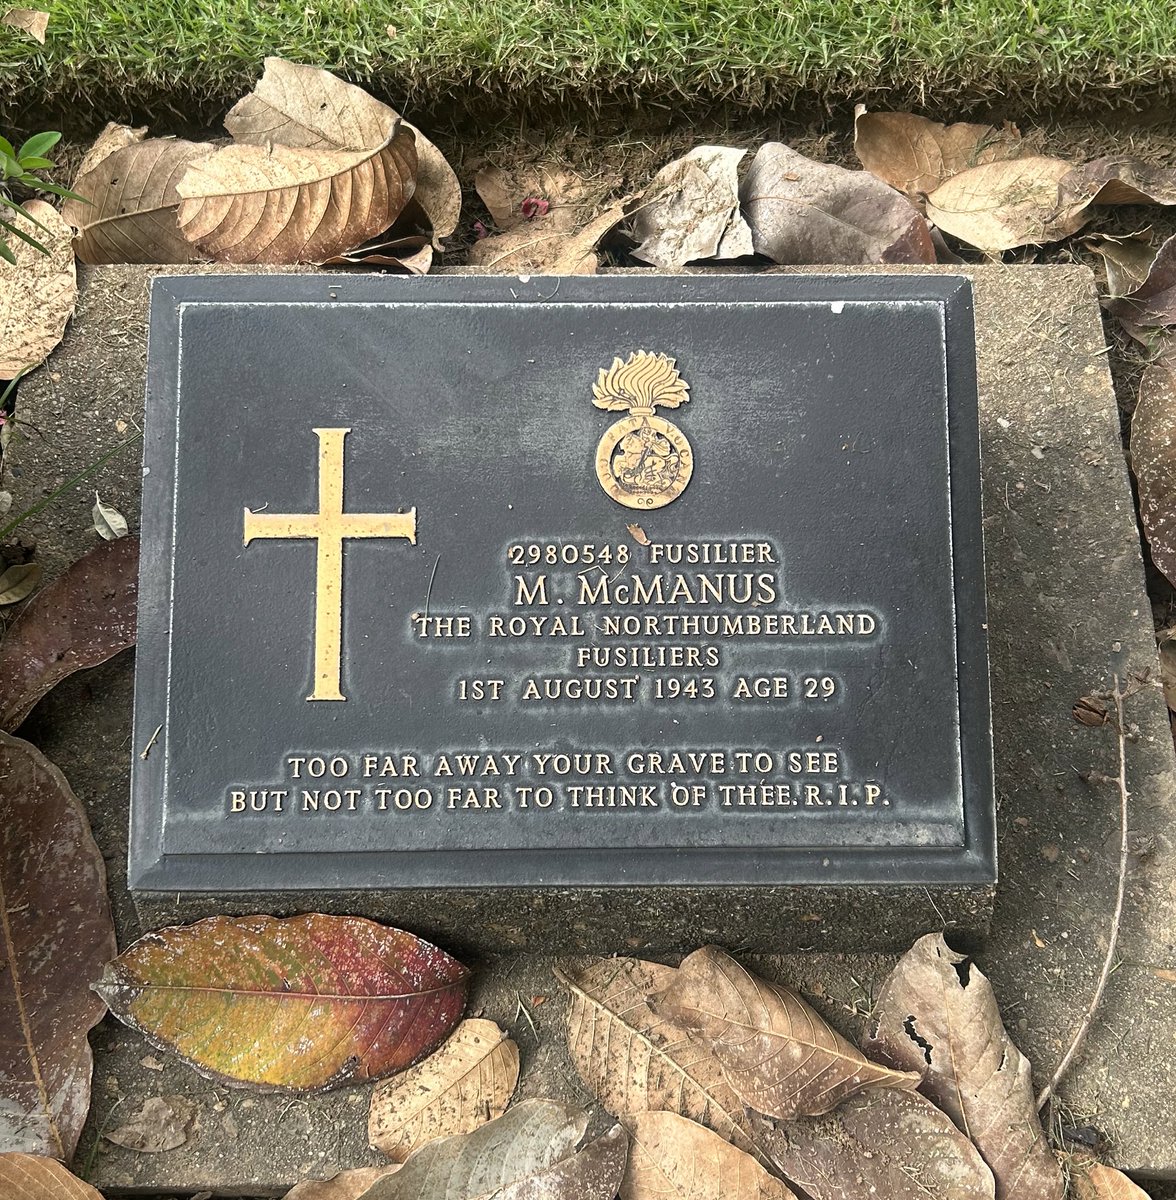 2980548 FUSILIER
M. McMANUS
THE ROYAL NORTHUMBERLAND
FUSILIERS
1ST AUGUST 1943 AGE 29
TOO FAR AWAY YOUR GRAVE TO SEE
BUT NOT TOO FAR TO THINK OF THEE. R.I.P.